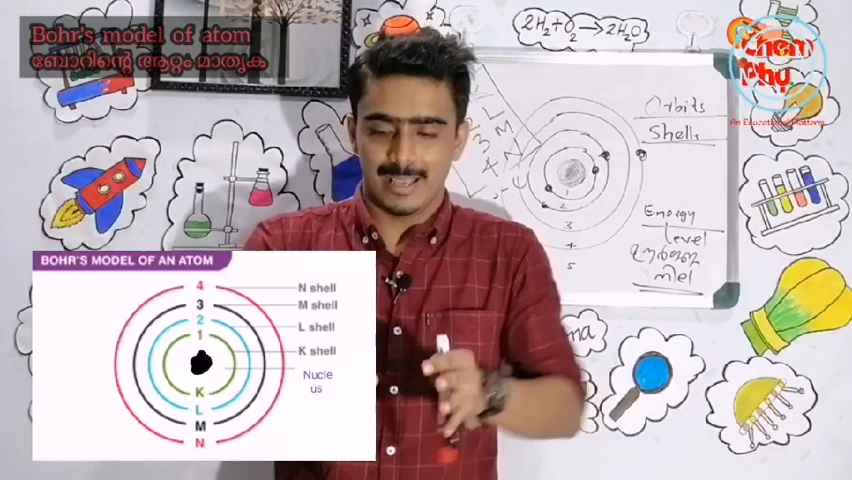 Bohr's model of atom
ബോറിന്റെ ആറ്റം മാതൃക
2H₂+O₂→2H₂O
Chem
Phy
An Educational Platform
Orbits
Shells
Energy
level
ഊർജ്ജ
നില
1
2
3
4
5
K
L
M
N
BOHR'S MODEL OF AN ATOM
4
3
2
1
N shell
M shell
L shell
K shell
Nucle
us
K
L
M
N